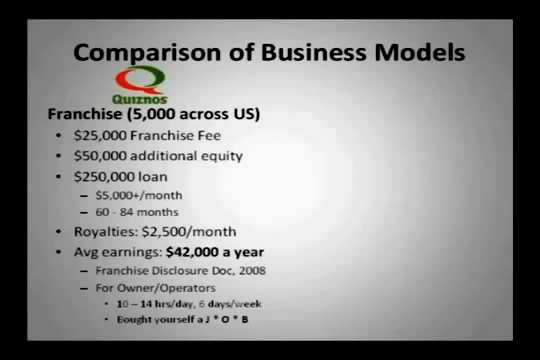 Comparison of Business Models
Quiznos
Franchise (5,000 across US)
• $25,000 Franchise Fee
• $50,000 additional equity
• $250,000 loan
– $5,000+/month
– 60 - 84 months
• Royalties: $2,500/month
• Avg earnings: $42,000 a year
– Franchise Disclosure Doc, 2008
– For Owner/Operators
• 10 – 14 hrs/day, 6 days/week
• Bought yourself a J * O * B